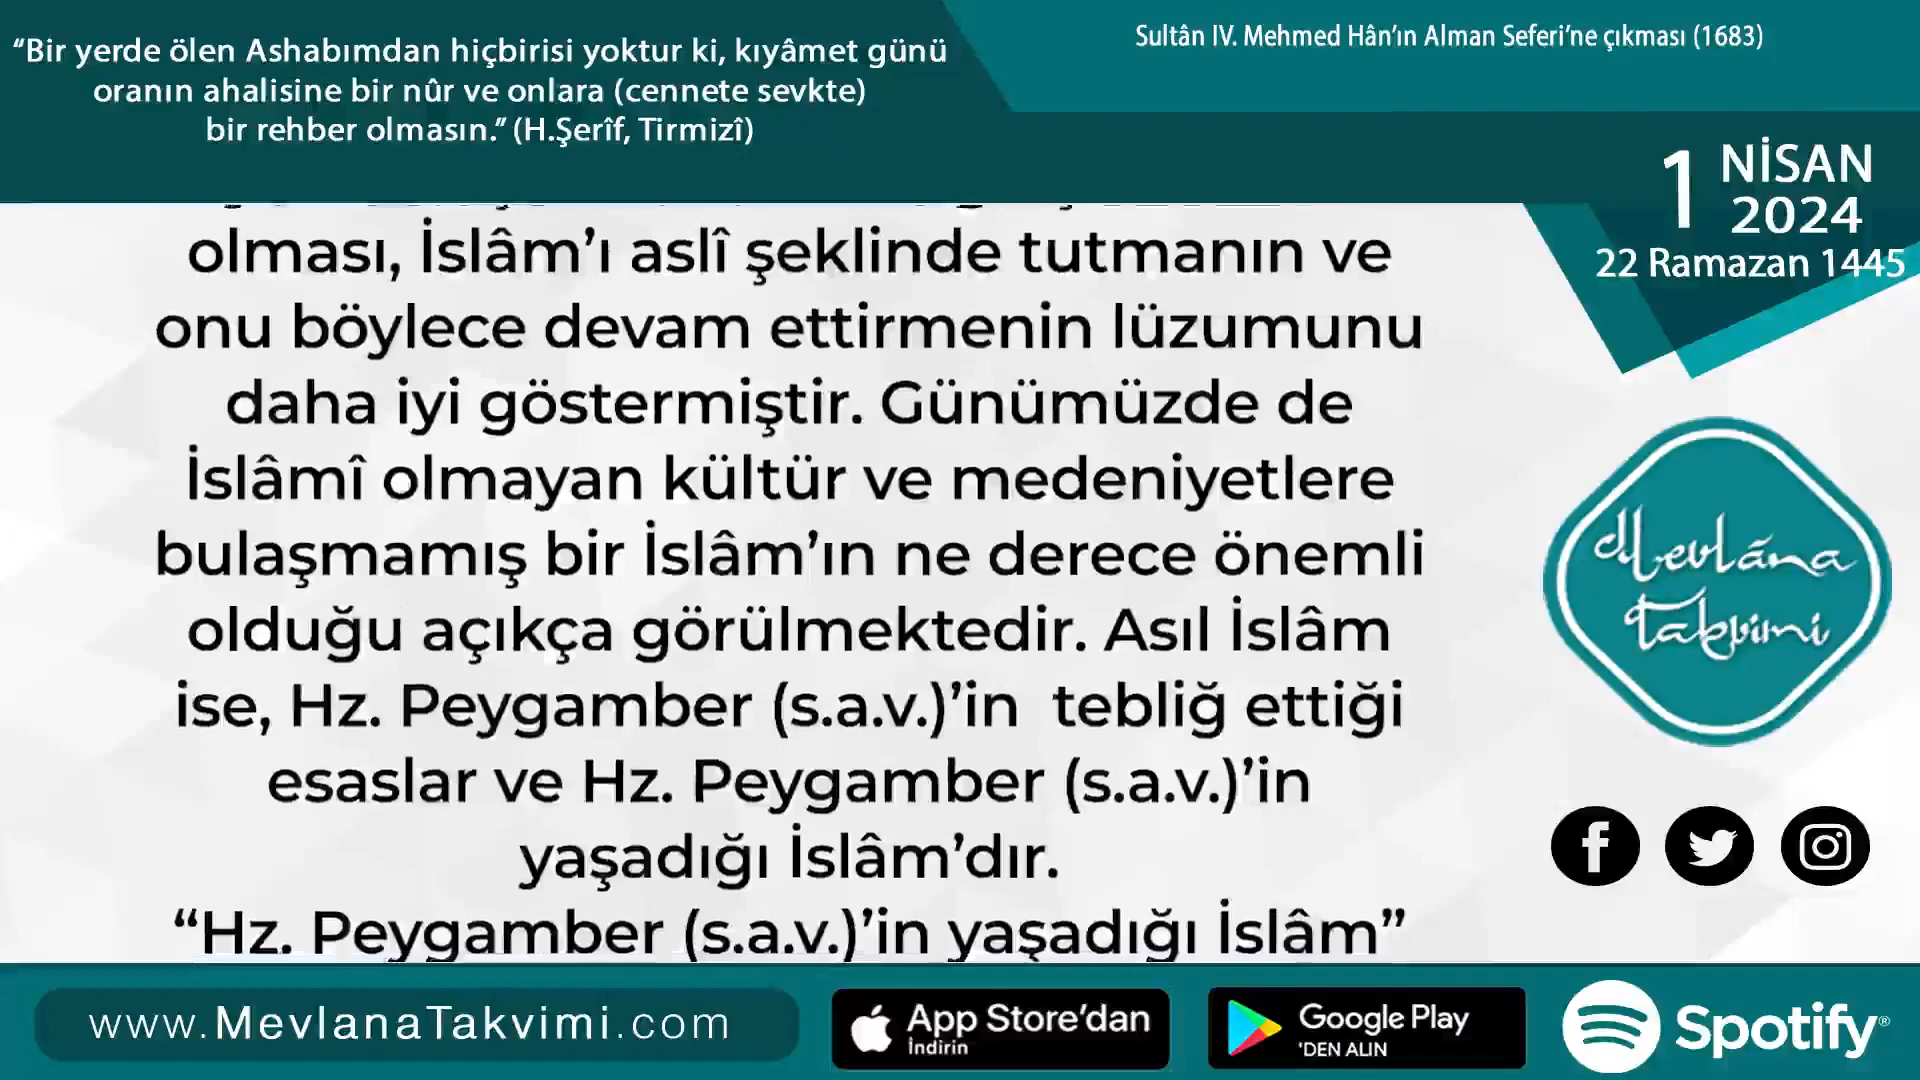 “Bir yerde ölen Ashabımdan hiçbirisi yoktur ki, kıyâmet günü
oranın ahalisine bir nûr ve onlara (cennete sevkte)
bir rehber olmasın.” (H.Şerîf, Tirmizî)
Sultân IV. Mehmed Hân’ın Alman Seferi’ne çıkması (1683)
1 NİSAN
2024
22 Ramazan 1445
olması, İslâm’ı aslî şeklinde tutmanın ve
onu böylece devam ettirmenin lüzumunu
daha iyi göstermiştir. Günümüzde de
İslâmî olmayan kültür ve medeniyetlere
bulaşmamış bir İslâm’ın ne derece önemli
olduğu açıkça görülmektedir. Asıl İslâm
ise, Hz. Peygamber (s.a.v.)’in tebliğ ettiği
esaslar ve Hz. Peygamber (s.a.v.)’in
yaşadığı İslâm’dır.
“Hz. Peygamber (s.a.v.)’in yaşadığı İslâm”
Mevlâna
Takvimi
www.MevlanaTakvimi.com
App Store’dan
İndirin
Google Play
'DEN ALIN
Spotify®